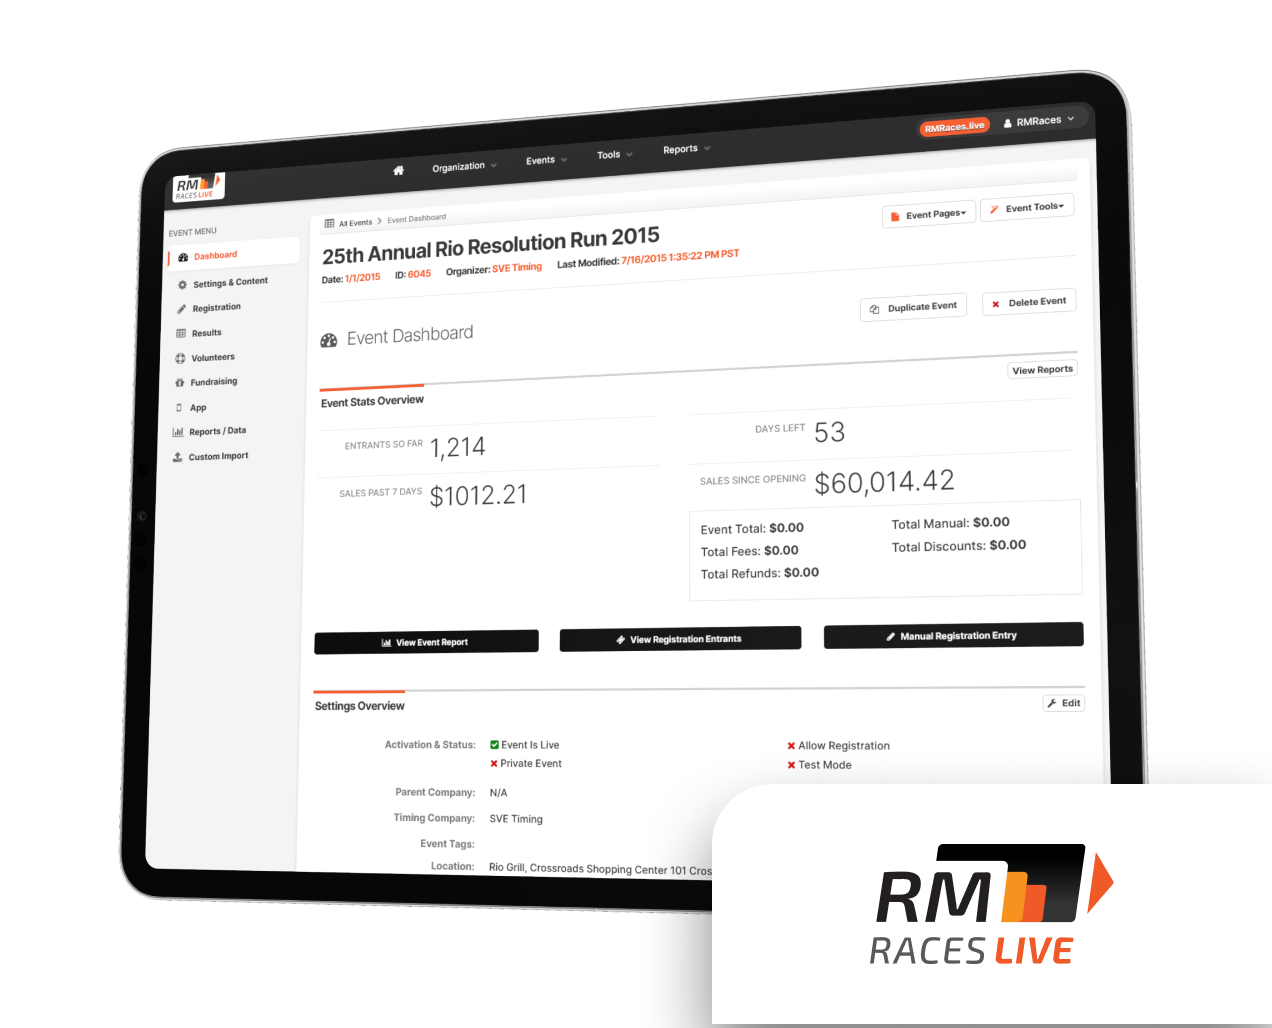 RM
RACES LIVE
Organization
Events
Tools
Reports
RMRaces.live
RMRaces
EVENT MENU
Dashboard
Settings & Content
Registration
Results
Volunteers
Fundraising
App
Reports / Data
Custom Import
All Events > Event Dashboard
Event Pages
Event Tools
25th Annual Rio Resolution Run 2015
Date: 1/1/2015 ID: 6045 Organizer: SVE Timing Last Modified: 7/16/2015 1:35:22 PM PST
Duplicate Event
Delete Event
Event Dashboard
View Reports
Event Stats Overview
ENTRANTS SO FAR 1,214
DAYS LEFT 53
SALES PAST 7 DAYS $1012.21
SALES SINCE OPENING $60,014.42
Event Total: $0.00
Total Manual: $0.00
Total Fees: $0.00
Total Discounts: $0.00
Total Refunds: $0.00
View Event Report
View Registration Entrants
Manual Registration Entry
Settings Overview
Edit
Activation & Status: Event Is Live
Allow Registration
Private Event
Test Mode
Parent Company: N/A
Timing Company: SVE Timing
Event Tags:
Location: Rio Grill, Crossroads Shopping Center 101 Cros
RM
RACES LIVE